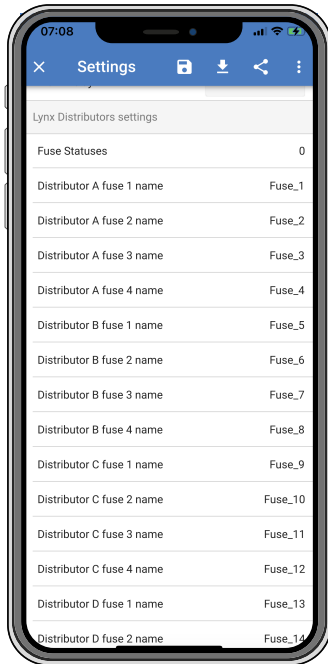 07:08
Settings
Lynx Distributors settings
Fuse Statuses 0
Distributor A fuse 1 name Fuse_1
Distributor A fuse 2 name Fuse_2
Distributor A fuse 3 name Fuse_3
Distributor A fuse 4 name Fuse_4
Distributor B fuse 1 name Fuse_5
Distributor B fuse 2 name Fuse_6
Distributor B fuse 3 name Fuse_7
Distributor B fuse 4 name Fuse_8
Distributor C fuse 1 name Fuse_9
Distributor C fuse 2 name Fuse_10
Distributor C fuse 3 name Fuse_11
Distributor C fuse 4 name Fuse_12
Distributor D fuse 1 name Fuse_13
Distributor D fuse 2 name Fuse_14